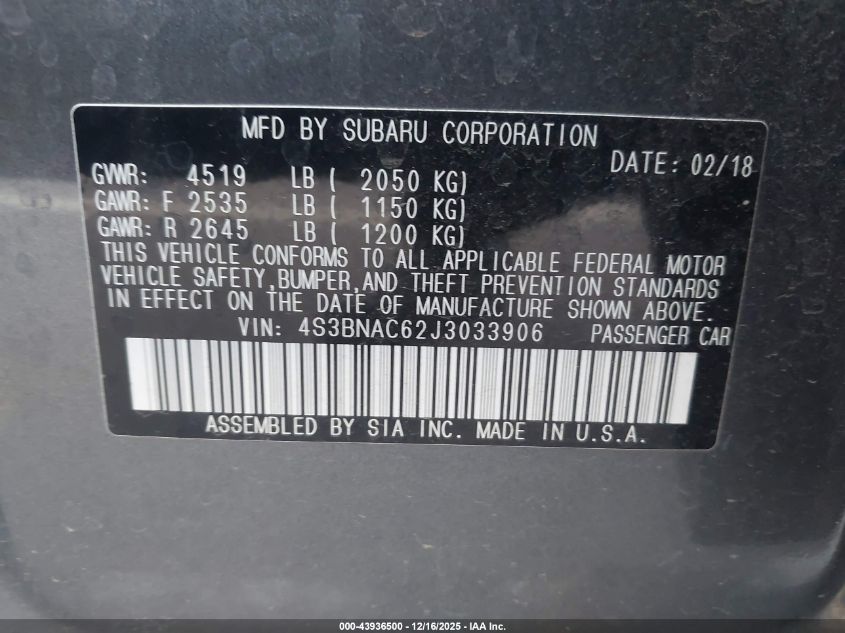 MFD BY SUBARU CORPORATION
DATE: 02/18
GVWR: 4519 LB ( 2050 KG)
GAWR: F 2535 LB ( 1150 KG)
GAWR: R 2645 LB ( 1200 KG)
THIS VEHICLE CONFORMS TO ALL APPLICABLE FEDERAL MOTOR
VEHICLE SAFETY,BUMPER,AND THEFT PREVENTION STANDARDS
IN EFFECT ON THE DATE OF MANUFACTURE SHOWN ABOVE.
VIN: 4S3BNAC62J3033906 PASSENGER CAR
ASSEMBLED BY SIA INC. MADE IN U.S.A.
000-43936500 - 12/16/2025 - IAA Inc.